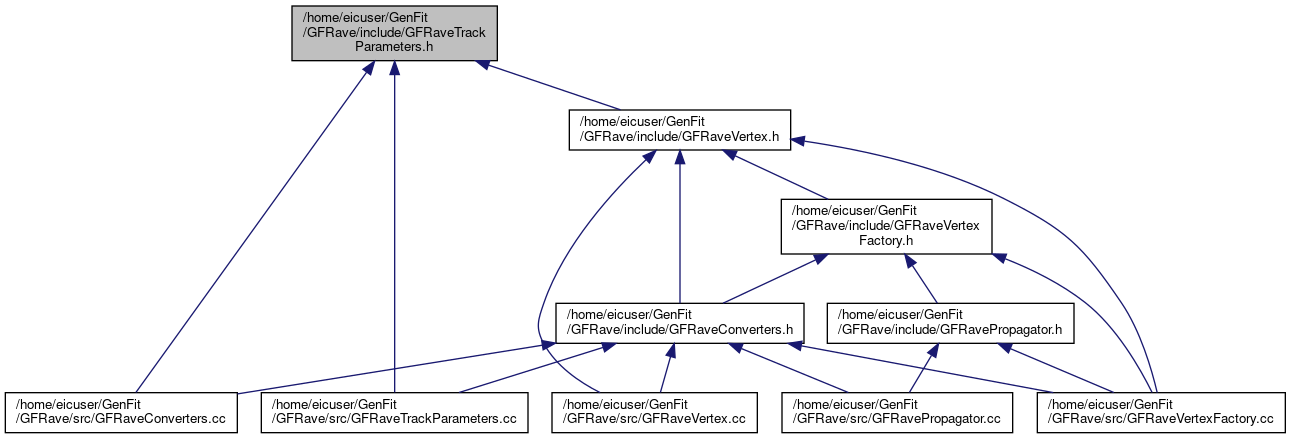 /home/eicuser/GenFit
/GFRave/include/GFRaveTrack
Parameters.h
/home/eicuser/GenFit
/GFRave/include/GFRaveVertex.h
/home/eicuser/GenFit
/GFRave/include/GFRaveVertex
Factory.h
/home/eicuser/GenFit
/GFRave/include/GFRaveConverters.h
/home/eicuser/GenFit
/GFRave/include/GFRavePropagator.h
/home/eicuser/GenFit
/GFRave/src/GFRaveConverters.cc
/home/eicuser/GenFit
/GFRave/src/GFRaveTrackParameters.cc
/home/eicuser/GenFit
/GFRave/src/GFRaveVertex.cc
/home/eicuser/GenFit
/GFRave/src/GFRavePropagator.cc
/home/eicuser/GenFit
/GFRave/src/GFRaveVertexFactory.cc